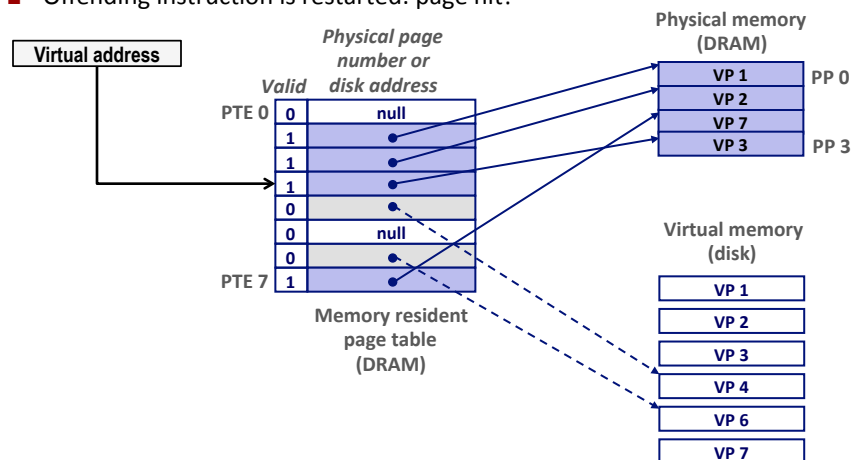 Offending instruction is restarted: page hit!
Virtual address
Physical page
number or
disk address
Valid
PTE 0
0
null
1
1
1
0
0
null
0
PTE 7
1
Memory resident
page table
(DRAM)
Physical memory
(DRAM)
VP 1
PP 0
VP 2
VP 7
VP 3
PP 3
Virtual memory
(disk)
VP 1
VP 2
VP 3
VP 4
VP 6
VP 7